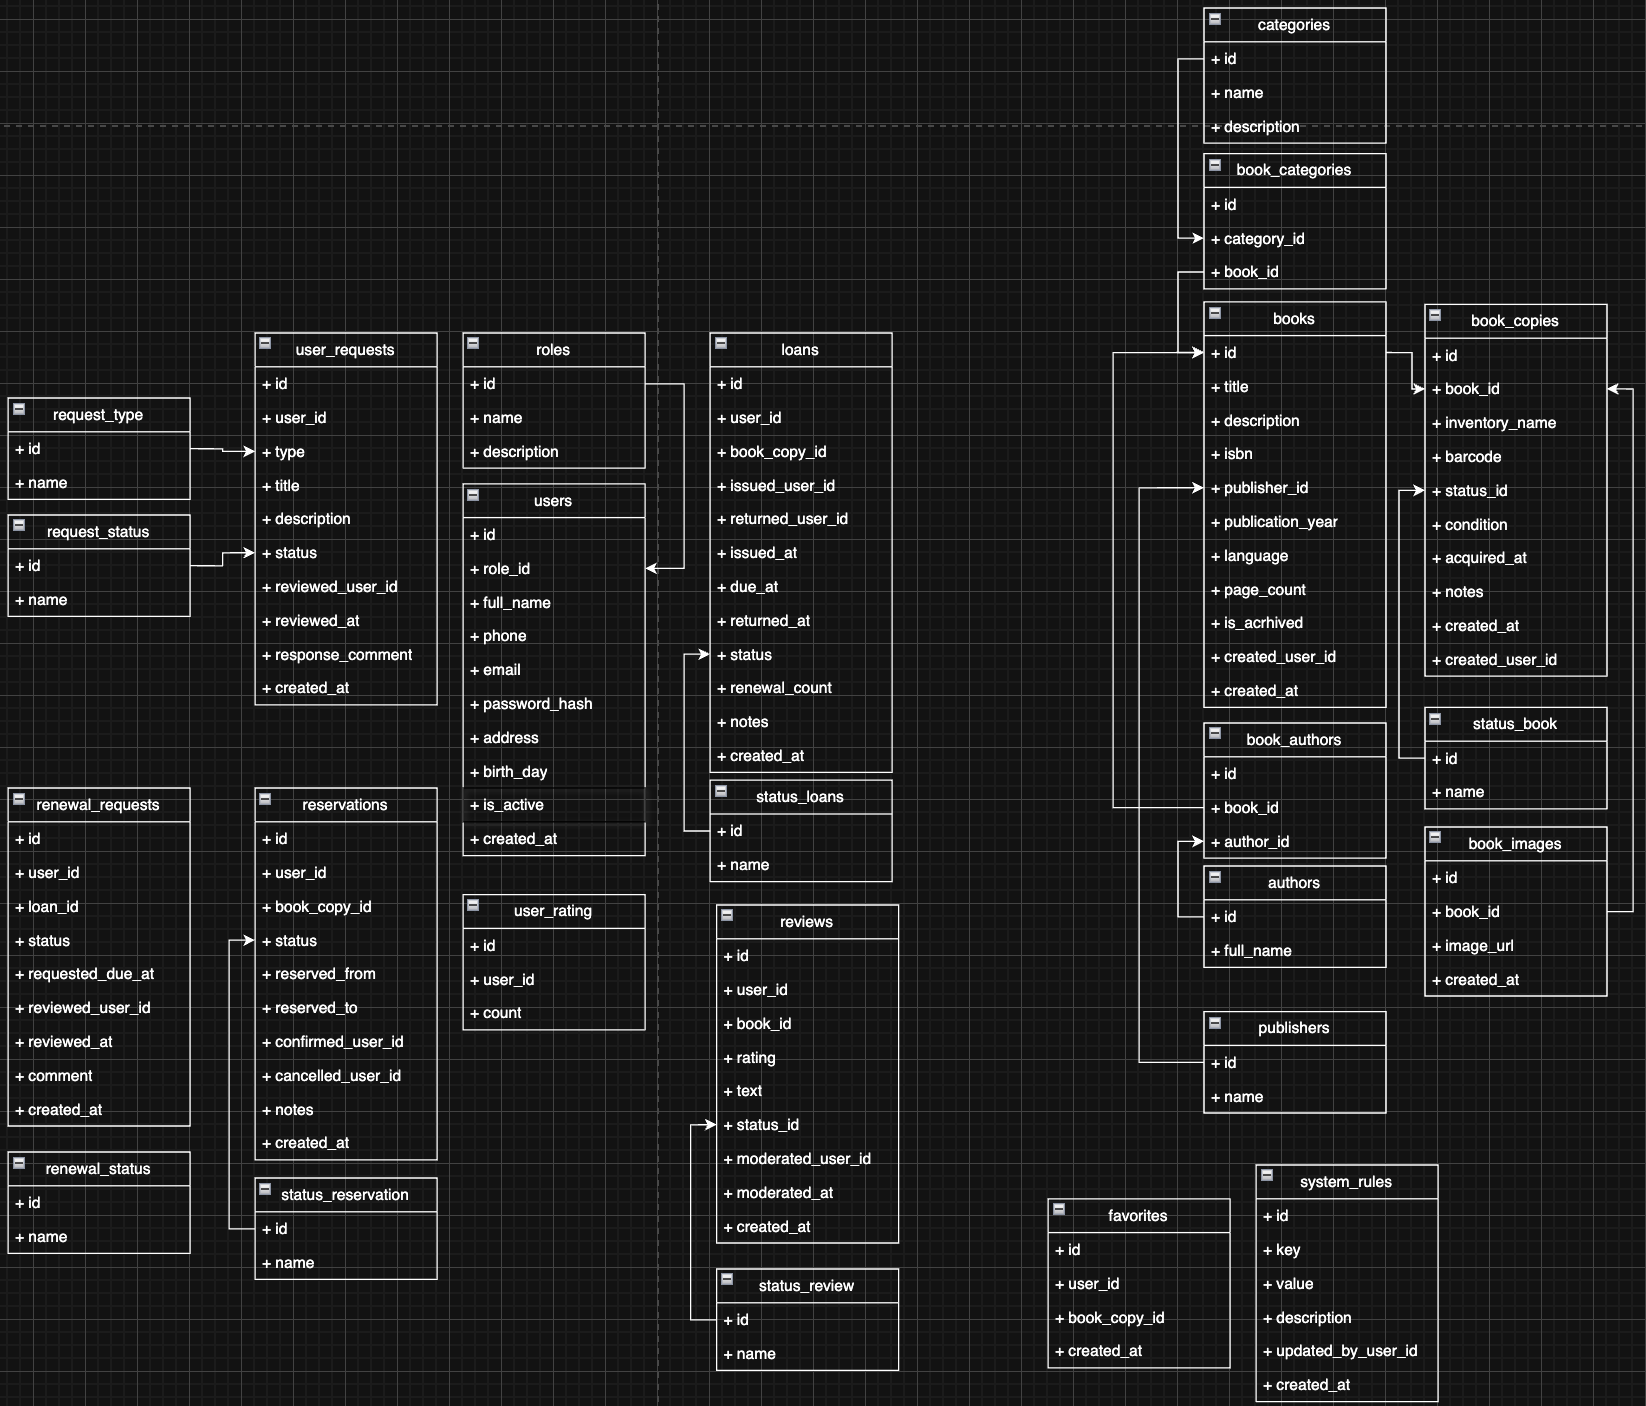 categories
+ id
+ name
+ description
book_categories
+ id
+ category_id
+ book_id
books
+ id
+ title
+ description
+ isbn
+ publisher_id
+ publication_year
+ language
+ page_count
+ is_acrhived
+ created_user_id
+ created_at
book_copies
+ id
+ book_id
+ inventory_name
+ barcode
+ status_id
+ condition
+ acquired_at
+ notes
+ created_at
+ created_user_id
user_requests
+ id
+ user_id
+ type
+ title
+ description
+ status
+ reviewed_user_id
+ reviewed_at
+ response_comment
+ created_at
roles
+ id
+ name
+ description
loans
+ id
+ user_id
+ book_copy_id
+ issued_user_id
+ returned_user_id
+ issued_at
+ due_at
+ returned_at
+ status
+ renewal_count
+ notes
+ created_at
request_type
+ id
+ name
request_status
+ id
+ name
users
+ id
+ role_id
+ full_name
+ phone
+ email
+ password_hash
+ address
+ birth_day
+ is_active
+ created_at
status_loans
+ id
+ name
book_authors
+ id
+ book_id
+ author_id
status_book
+ id
+ name
renewal_requests
+ id
+ user_id
+ loan_id
+ status
+ requested_due_at
+ reviewed_user_id
+ reviewed_at
+ comment
+ created_at
reservations
+ id
+ user_id
+ book_copy_id
+ status
+ reserved_from
+ reserved_to
+ confirmed_user_id
+ cancelled_user_id
+ notes
+ created_at
user_rating
+ id
+ user_id
+ count
reviews
+ id
+ user_id
+ book_id
+ rating
+ text
+ status_id
+ moderated_user_id
+ moderated_at
+ created_at
authors
+ id
+ full_name
book_images
+ id
+ book_id
+ image_url
+ created_at
publishers
+ id
+ name
renewal_status
+ id
+ name
status_reservation
+ id
+ name
status_review
+ id
+ name
favorites
+ id
+ user_id
+ book_copy_id
+ created_at
system_rules
+ id
+ key
+ value
+ description
+ updated_by_user_id
+ created_at